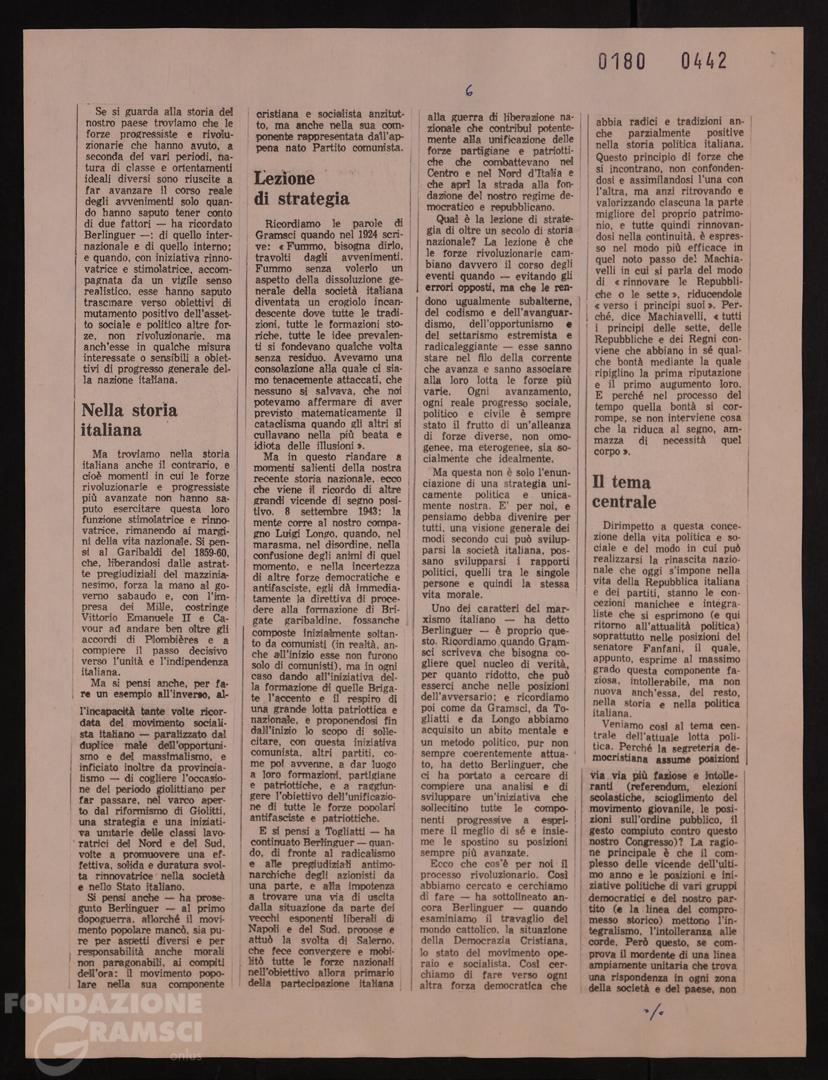 0180 0442
6
Se si guarda alla storia del
nostro paese troviamo che le
forze progressiste e rivolu-
zionarie che hanno avuto, a
seconda dei vari periodi, na-
tura di classe e orientamenti
ideali diversi sono riuscite a
far avanzare il corso reale
degli avvenimenti solo quan-
do hanno saputo tener conto
di due fattori — ha ricordato
Berlinguer —: di quello inter-
nazionale e di quello interno;
e quando, con iniziativa rinno-
vatrice e stimolatrice, accom-
pagnata da un vigile senso
realistico, esse hanno saputo
trascinare verso obiettivi di
mutamento positivo dell'asset-
to sociale e politico altre for-
ze, non rivoluzionarie, ma
anch'esse in qualche misura
interessate o sensibili a obiet-
tivi di progresso generale del-
la nazione italiana.
Nella storia
italiana
Ma troviamo nella storia
italiana anche il contrario, e
cioè momenti in cui le forze
rivoluzionarie e progressiste
più avanzate non hanno sa-
puto esercitare questa loro
funzione stimolatrice e rinno-
vatrice, rimanendo ai margi-
ni della vita nazionale. Si pen-
si al Garibaldi del 1859-60,
che, liberandosi dalle astrat-
te pregiudiziali del mazzinia-
nesimo, forza la mano al go-
verno sabaudo e, con l'im-
presa dei Mille, costringe
Vittorio Emanuele II e Ca-
vour ad andare ben oltre gli
accordi di Plombières e a
compiere il passo decisivo
verso l'unità e l'indipendenza
italiana.
Ma si pensi anche, per fa-
re un esempio all'inverso, al-
l'incapacità tante volte ricor-
data del movimento sociali-
sta italiano — paralizzato dal
duplice male dell'opportuni-
smo e del massimalismo, e
inficiato inoltre da provincia-
lismo — di cogliere l'occasio-
ne del periodo giolittiano per
far passare, nel varco aper-
to dal riformismo di Giolitti,
una strategia e una iniziati-
va unitarie delle classi lavo-
ratrici del Nord e del Sud,
volte a promuovere una ef-
fettiva, solida e duratura svol-
ta rinnovatrice nella società
e nello Stato italiano.
Si pensi anche — ha prose-
guito Berlinguer — al primo
dopoguerra, allorché il movi-
mento popolare mancò, sia pu-
re per aspetti diversi e per
responsabilità anche morali
non paragonabili, ai compiti
dell'ora: il movimento popo-
lare nella sua componente
cristiana e socialista anzitut-
to, ma anche nella sua com-
ponente rappresentata dall'ap-
pena nato Partito comunista.
Lezione
di strategia
Ricordiamo le parole di
Gramsci quando nel 1924 scri-
ve: « Fummo, bisogna dirlo,
travolti dagli avvenimenti.
Fummo senza volerlo un
aspetto della dissoluzione ge-
nerale della società italiana
diventata un crogiolo incan-
descente dove tutte le tradi-
zioni, tutte le formazioni sto-
riche, tutte le idee prevalen-
ti si fondevano qualche volta
senza residuo. Avevamo una
consolazione alla quale ci sia-
mo tenacemente attaccati, che
nessuno si salvava, che noi
potevamo affermare di aver
previsto matematicamente il
cataclisma quando gli altri si
cullavano nella più beata e
idiota delle illusioni ».
Ma in questo riandare a
momenti salienti della nostra
recente storia nazionale, ecco
che viene il ricordo di altre
grandi vicende di segno posi-
tivo. 8 settembre 1943: la
mente corre al nostro compa-
gno Luigi Longo, quando, nel
marasma, nel disordine, nella
confusione degli animi di quel
momento, e nella incertezza
di altre forze democratiche e
antifasciste, egli dà immedia-
tamente la direttiva di proce-
dere alla formazione di Bri-
gate garibaldine, fossanche
composte inizialmente soltan-
to da comunisti (in realtà, an-
che all'inizio esse non furono
solo di comunisti), ma in ogni
caso dando all'iniziativa del-
la formazione di quelle Briga-
te l'accento e il respiro di
una grande lotta patriottica e
nazionale, e proponendosi fin
dall'inizio lo scopo di solle-
citare, con questa iniziativa
comunista, altri partiti, co-
me poi avvenne, a dar luogo
a loro formazioni, partigiane
e patriottiche, e a raggiun-
gere l'obiettivo dell'unificazio-
ne di tutte le forze popolari
antifasciste e patriottiche.
E si pensi a Togliatti — ha
continuato Berlinguer — quan-
do, di fronte al radicalismo
e alle pregiudiziali antimo-
narchiche degli azionisti da
una parte, e alla impotenza
a trovare una via di uscita
dalla situazione da parte dei
vecchi esponenti liberali di
Napoli e del Sud, propose e
attuò la svolta di Salerno,
che fece convergere e mobi-
litò tutte le forze nazionali
nell'obiettivo allora primario
della partecipazione italiana
alla guerra di liberazione na-
zionale che contribuì potente-
mente alla unificazione delle
forze partigiane e patriotti-
che che combattevano nel
Centro e nel Nord d'Italia e
che aprì la strada alla fon-
dazione del nostro regime de-
mocratico e repubblicano.
Qual è la lezione di strate-
gia di oltre un secolo di storia
nazionale? La lezione è che
le forze rivoluzionarie cam-
biano davvero il corso degli
eventi quando — evitando gli
errori opposti, ma che le ren-
dono ugualmente subalterne,
del codismo e dell'avanguar-
dismo, dell'opportunismo e
del settarismo estremista e
radicaleggiante — esse sanno
stare nel filo della corrente
che avanza e sanno associare
alla loro lotta le forze più
varie. Ogni avanzamento,
ogni reale progresso sociale,
politico e civile è sempre
stato il frutto di un'alleanza
di forze diverse, non omo-
genee, ma eterogenee, sia so-
cialmente che idealmente.
Ma questa non è solo l'enun-
ciazione di una strategia uni-
camente politica e unica-
mente nostra. E' per noi, e
pensiamo debba divenire per
tutti, una visione generale dei
modi secondo cui può svilup-
parsi la società italiana, pos-
sano svilupparsi i rapporti
politici, quelli tra le singole
persone e quindi la stessa
vita morale.
Uno dei caratteri del mar-
xismo italiano — ha detto
Berlinguer — è proprio que-
sto. Ricordiamo quando Gram-
sci scriveva che bisogna co-
gliere quel nucleo di verità,
per quanto ridotto, che può
esserci anche nelle posizioni
dell'avversario; e ricordiamo
poi come da Gramsci, da To-
gliatti e da Longo abbiamo
acquisito un abito mentale e
un metodo politico, pur non
sempre coerentemente attua-
to, ha detto Berlinguer, che
ci ha portato a cercare di
compiere una analisi e di
sviluppare un'iniziativa che
sollecitino tutte le compo-
nenti progressive a espri-
mere il meglio di sé e insie-
me le spostino su posizioni
sempre più avanzate.
Ecco che cos'è per noi il
processo rivoluzionario. Così
abbiamo cercato e cerchiamo
di fare — ha sottolineato an-
cora Berlinguer — quando
esaminiamo il travaglio del
mondo cattolico, la situazione
della Democrazia Cristiana,
lo stato del movimento ope-
raio e socialista. Così cer-
chiamo di fare verso ogni
altra forza democratica che
abbia radici e tradizioni an-
che parzialmente positive
nella storia politica italiana.
Questo principio di forze che
si incontrano, non confonden-
dosi e assimilandosi l'una con
l'altra, ma anzi ritrovando e
valorizzando ciascuna la parte
migliore del proprio patrimo-
nio, e tutte quindi rinnovan-
dosi nella continuità, è espres-
so nel modo più efficace in
quel noto passo del Machia-
velli in cui si parla del modo
di « rinnovare le Repubbli-
che o le sette », riducendole
« verso i principi suoi ». Per-
ché, dice Machiavelli, « tutti
i principi delle sette, delle
Repubbliche e dei Regni con-
viene che abbiano in sé qual-
che bontà mediante la quale
ripiglino la prima riputazione
e il primo augumento loro.
E perché nel processo del
tempo quella bontà si cor-
rompe, se non interviene cosa
che la riduca al segno, am-
mazza di necessità quel
corpo ».
Il tema
centrale
Dirimpetto a questa conce-
zione della vita politica e so-
ciale e del modo in cui può
realizzarsi la rinascita nazio-
nale che oggi s'impone nella
vita della Repubblica italiana
e dei partiti, stanno le con-
cezioni manichee e integra-
liste che si esprimono (e qui
ritorno all'attualità politica)
soprattutto nelle posizioni del
senatore Fanfani, il quale,
appunto, esprime al massimo
grado questa componente fa-
ziosa, intollerabile, ma non
nuova anch'essa, del resto,
nella storia e nella politica
italiana.
Veniamo così al tema cen-
trale dell'attuale lotta poli-
tica. Perché la segreteria de-
mocristiana assume posizioni
via via più faziose e intolle-
ranti (referendum, elezioni
scolastiche, scioglimento del
movimento giovanile, le posi-
zioni sull'ordine pubblico, il
gesto compiuto contro questo
nostro Congresso)? La ragio-
ne principale è che il com-
plesso delle vicende dell'ulti-
mo anno e le posizioni e ini-
ziative politiche di vari gruppi
democratici e del nostro par-
tito (e la linea del compro-
messo storico) mettono l'in-
tegralismo, l'intolleranza alle
corde. Però questo, se com-
prova il mordente di una linea
ampiamente unitaria che trova
una rispondenza in ogni zona
della società e del paese, non
./.
FONDAZIONE
GRAMSCI
onlus